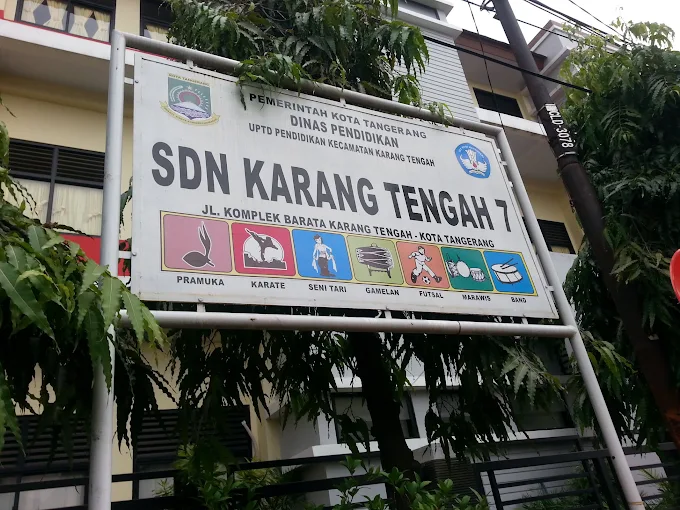 PEMERINTAH KOTA TANGERANG
DINAS PENDIDIKAN
UPTD PENDIDIKAN KECAMATAN KARANG TENGAH
SDN KARANG TENGAH 7
JL. KOMPLEK BARATA KARANG TENGAH - KOTA TANGERANG
PRAMUKA KARATE SENI TARI GAMELAN FUTSAL MARAWIS BAND
CLD-3078